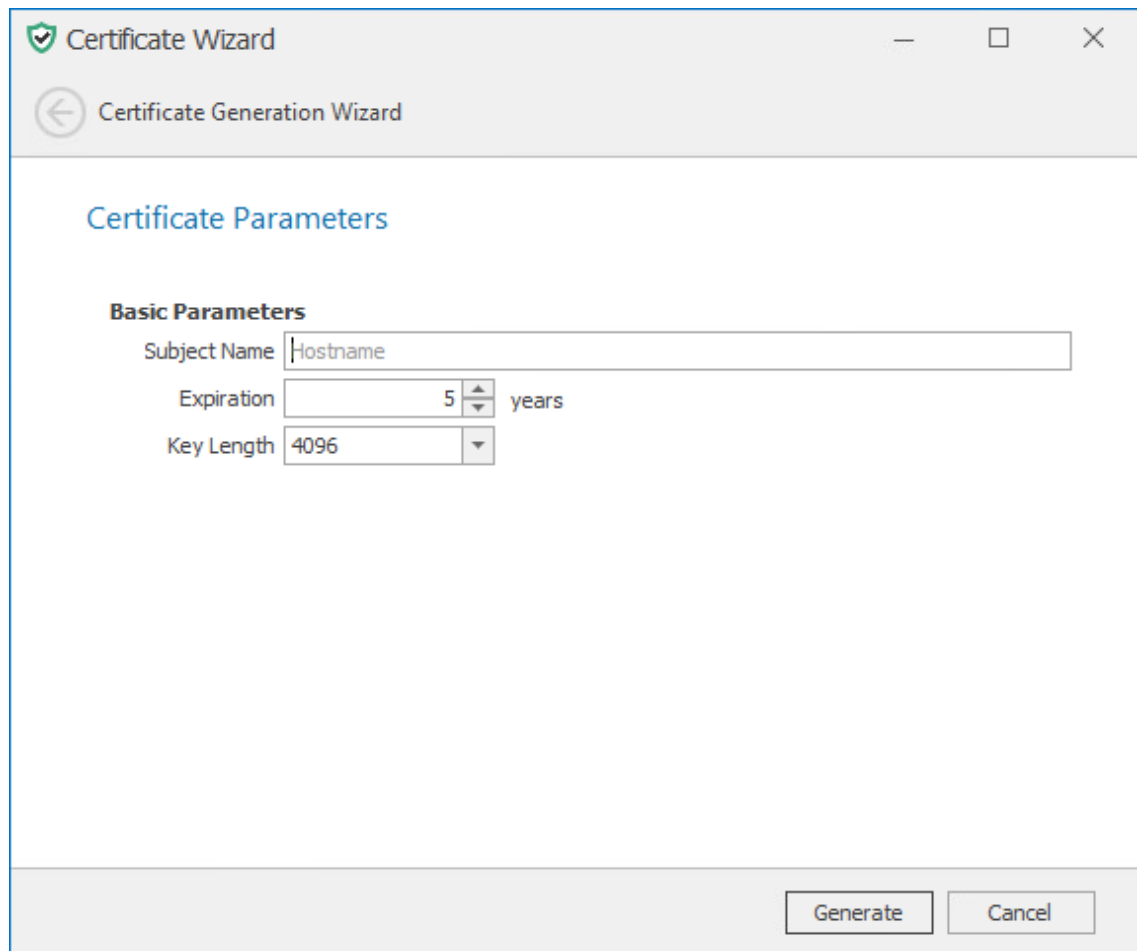 Certificate Wizard
Certificate Generation Wizard
Certificate Parameters
Basic Parameters
Subject Name Hostname
Expiration 5 years
Key Length 4096
Generate Cancel